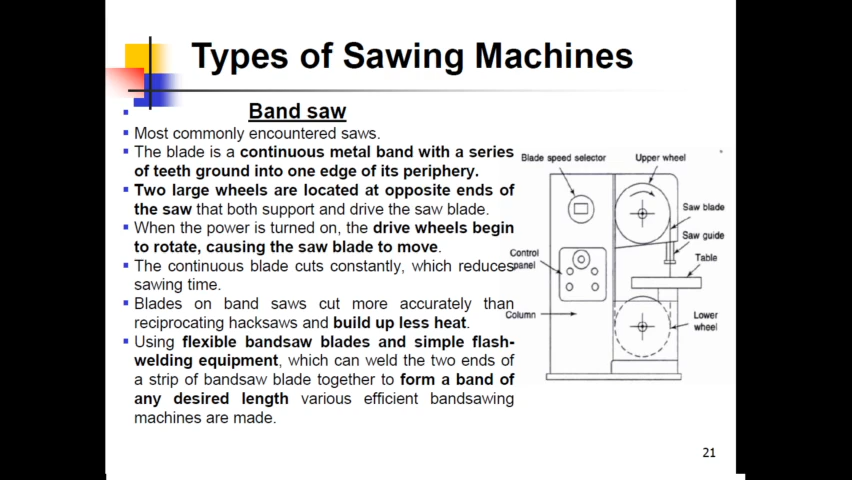 Types of Sawing Machines
Band saw
Most commonly encountered saws.
The blade is a continuous metal band with a series
of teeth ground into one edge of its periphery.
Two large wheels are located at opposite ends of
the saw that both support and drive the saw blade.
When the power is turned on, the drive wheels begin
to rotate, causing the saw blade to move.
The continuous blade cuts constantly, which reduces
sawing time.
Blades on band saws cut more accurately than
reciprocating hacksaws and build up less heat.
Using flexible bandsaw blades and simple flash-
welding equipment, which can weld the two ends of
a strip of bandsaw blade together to form a band of
any desired length various efficient bandsawing
machines are made.
Blade speed selector
Upper wheel
Saw blade
Saw guide
Table
Control
panel
Column
Lower
wheel
21